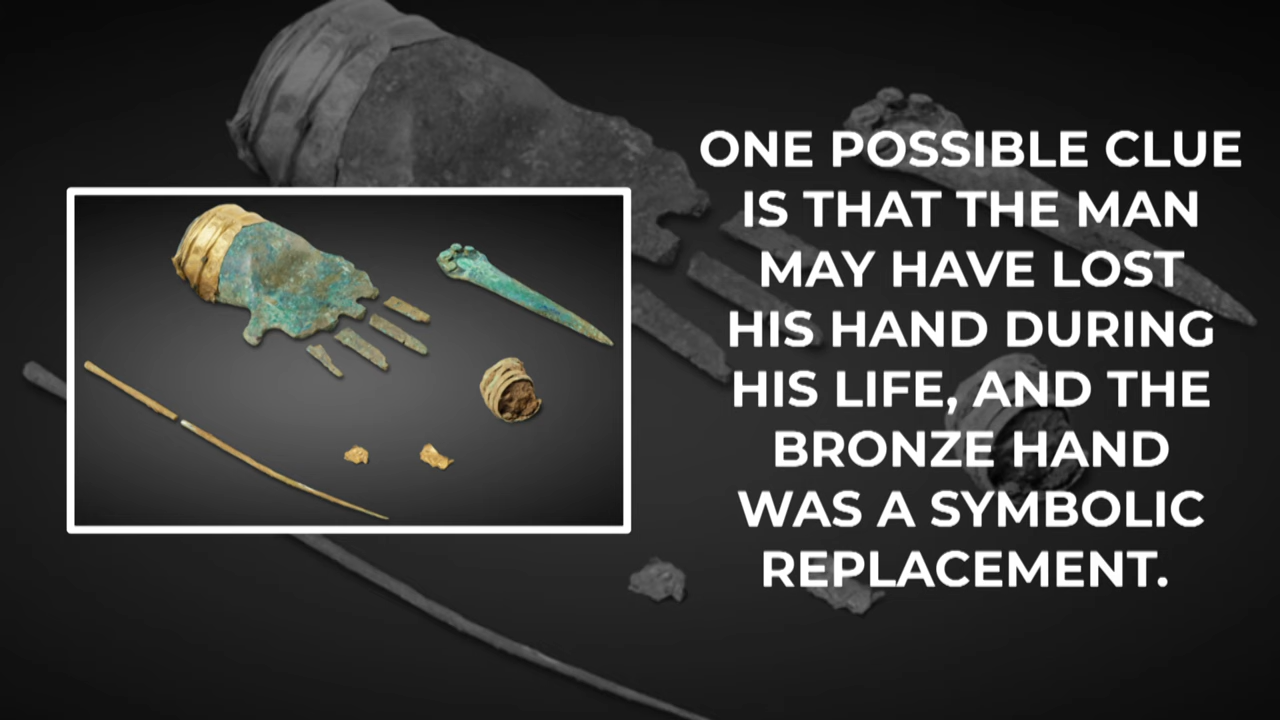 ONE POSSIBLE CLUE
IS THAT THE MAN
MAY HAVE LOST
HIS HAND DURING
HIS LIFE, AND THE
BRONZE HAND
WAS A SYMBOLIC
REPLACEMENT.